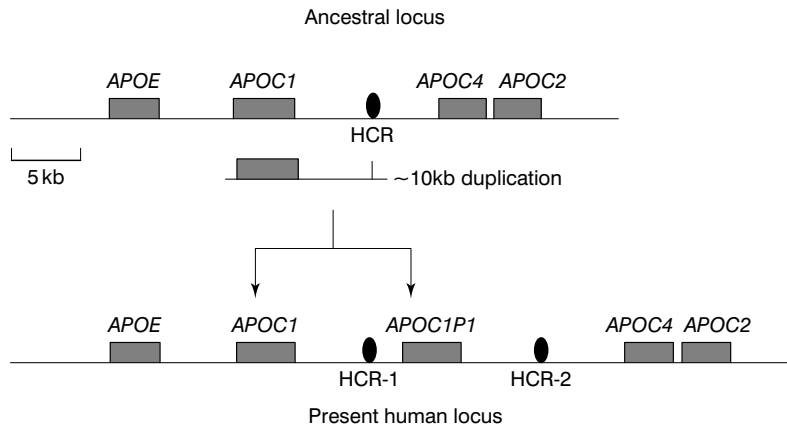 Ancestral locus
APOE APOC1 APOC4 APOC2
HCR
5 kb
~10kb duplication
APOE APOC1 APOC1P1 APOC4 APOC2
HCR-1 HCR-2
Present human locus